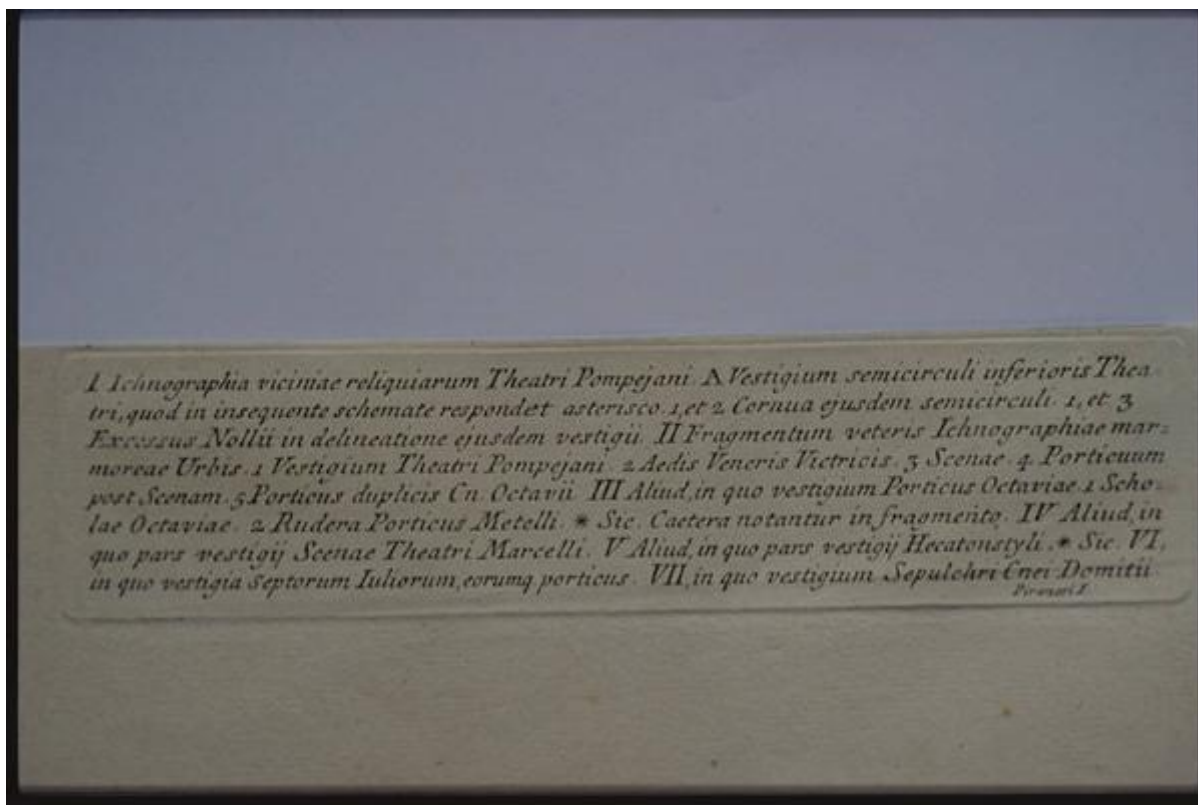 I Ichnographia viciniae reliquiarum Theatri Pompejani. A Vestigium semicirculi inferioris Thea-
tri, quod in insequente schemate respondet asterisco. 1, et 2 Cornua ejusdem semicirculi. 1, et 3
Excessus Nollii in delineatione ejusdem vestigii II Fragmentum veteris Ichnographiae mar=
moreae Urbis. 1 Vestigium Theatri Pompejani. 2 Aedis Veneris Victricis. 3 Scenae. 4. Porticuum
post Scenam. 5 Porticus duplicis Cn. Octavii III Aliud, in quo vestigium Porticus Octaviae. 1 Scho=
lae Octaviae. 2 Rudera Porticus Metelli. * Sic. Caetera notantur in fragmento. IV Aliud, in
quo pars vestigij Scenae Theatri Marcelli. V Aliud, in quo pars vestigij Hecatonstyli. * Sic. VI,
in quo vestigia Septorum Iuliorum, eorumq porticus. VII, in quo vestigium Sepulchri Cnei Domitii.
Piranesi F.